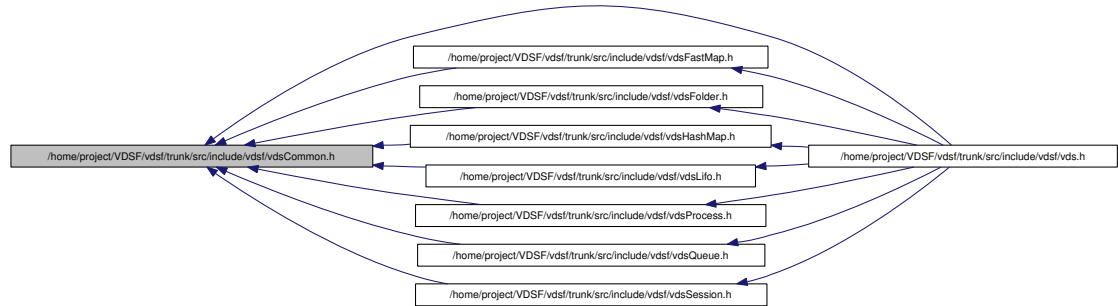 /home/project/VDSF/vdsf/trunk/src/include/vdsf/vdsFastMap.h
/home/project/VDSF/vdsf/trunk/src/include/vdsf/vdsFolder.h
/home/project/VDSF/vdsf/trunk/src/include/vdsf/vdsHashMap.h
/home/project/VDSF/vdsf/trunk/src/include/vdsf/vdsCommon.h
/home/project/VDSF/vdsf/trunk/src/include/vdsf/vds.h
/home/project/VDSF/vdsf/trunk/src/include/vdsf/vdsLifo.h
/home/project/VDSF/vdsf/trunk/src/include/vdsf/vdsProcess.h
/home/project/VDSF/vdsf/trunk/src/include/vdsf/vdsQueue.h
/home/project/VDSF/vdsf/trunk/src/include/vdsf/vdsSession.h